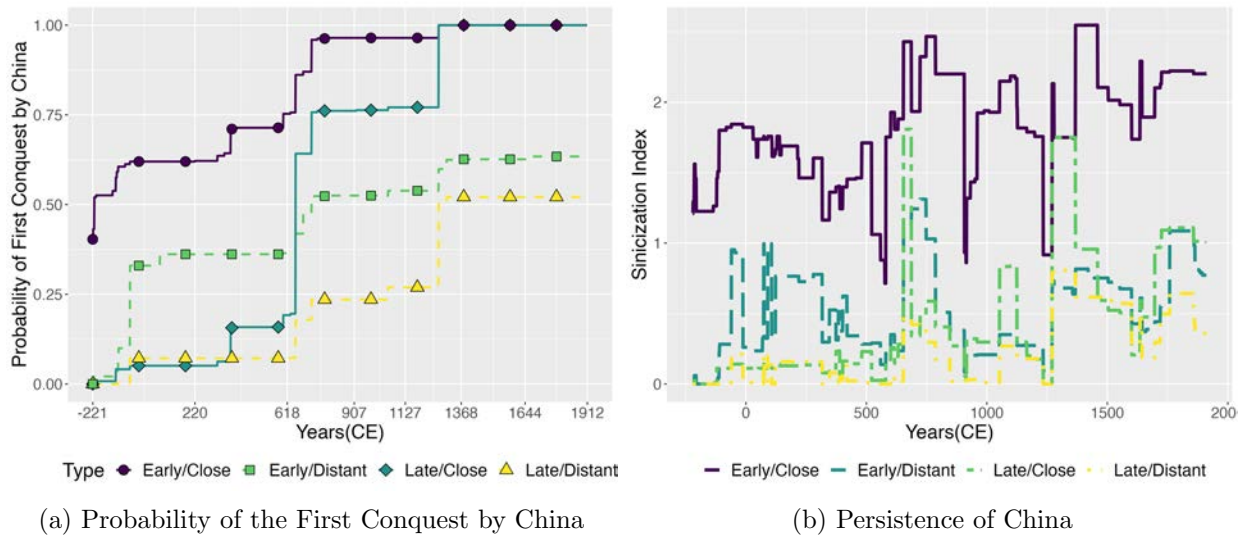 Probability of First Conquest by China
1.00
0.75
0.50
0.25
0.00
-221 220 618 907 1127 1368 1644 1912
Years(CE)
Type Early/Close Early/Distant Late/Close Late/Distant
(a) Probability of the First Conquest by China
Sinicization Index
2
1
0
0 500 1000 1500 200
Years(CE)
Early/Close Early/Distant Late/Close Late/Distant
(b) Persistence of China